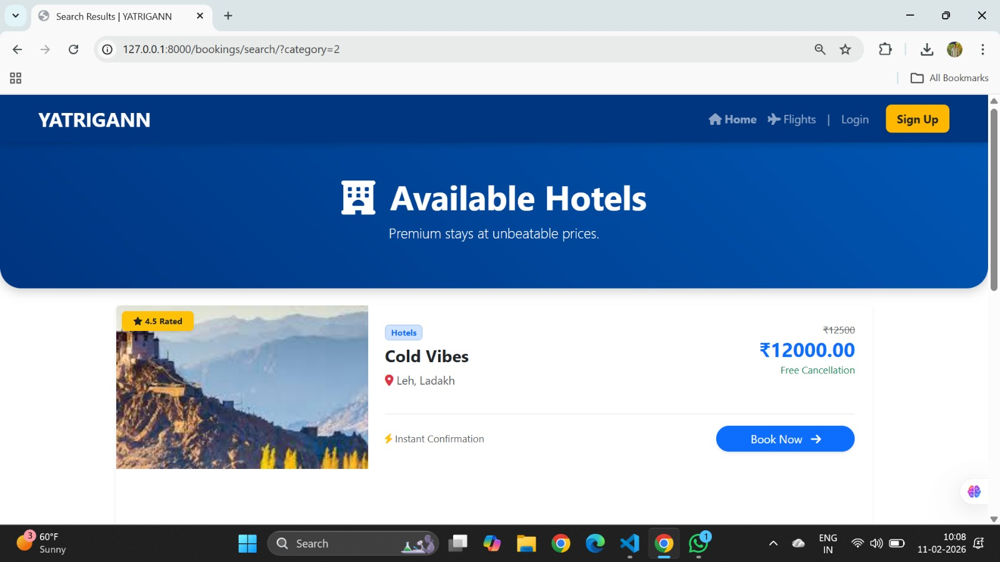 Search Results | YATRIGANN
127.0.0.1:8000/bookings/search/?category=2
All Bookmarks
YATRIGANN
Home Flights | Login Sign Up
Available Hotels
Premium stays at unbeatable prices.
4.5 Rated
Hotels
Cold Vibes
Leh, Ladakh
₹12500
₹12000.00
Free Cancellation
Instant Confirmation
Book Now
3
60°F
Sunny
Search
1
ENG
IN
10:08
11-02-2026